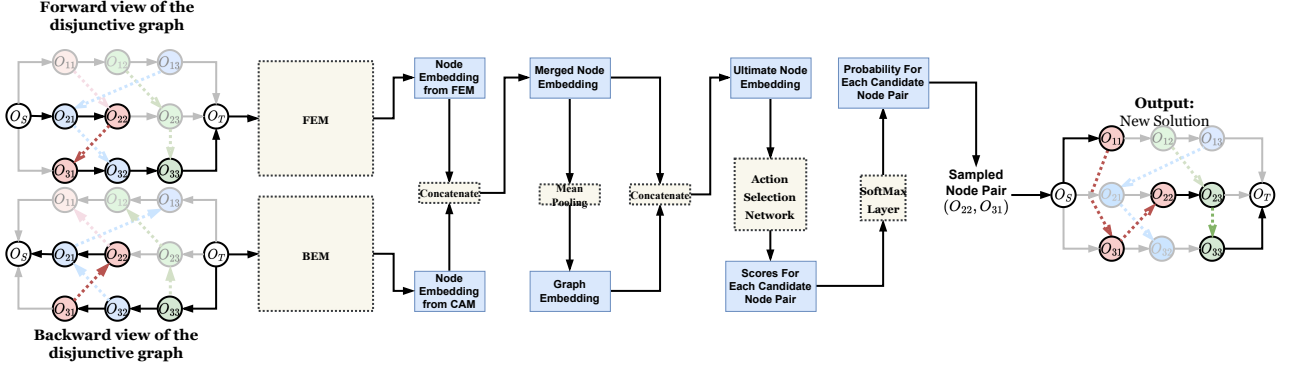 Forward view of the
disjunctive graph
O11
O12
O13
OS
O21
O22
O23
OT
O31
O32
O33
O11
O12
O13
OS
O21
O22
O23
OT
O31
O32
O33
Backward view of the
disjunctive graph
FEM
BEM
Node
Embedding
from FEM
Concatenate
Node
Embedding
from CAM
Merged Node
Embedding
Mean
Pooling
Graph
Embedding
Concatenate
Ultimate Node
Embedding
Action
Selection
Network
Scores For
Each Candidate
Node Pair
Probability For
Each Candidate
Node Pair
SoftMax
Layer
Sampled
Node Pair
(O22, O31)
Output:
New Solution
O11
O12
O13
OS
O21
O22
O23
OT
O31
O32
O33